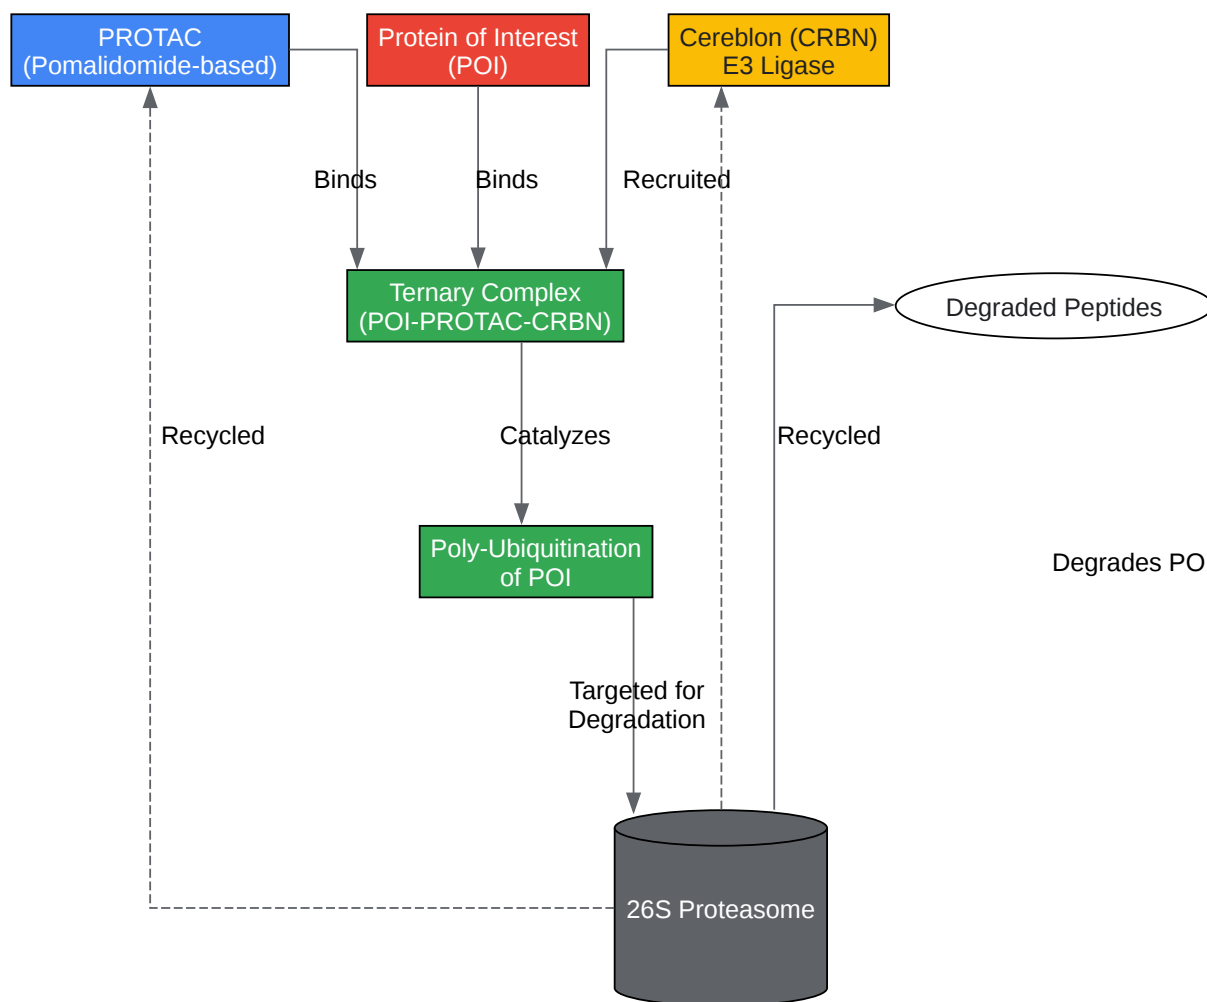 PROTAC
(Pomalidomide-based)
Protein of Interest
(POI)
Cereblon (CRBN)
E3 Ligase
Binds
Binds
Recruited
Ternary Complex
(POI-PROTAC-CRBN)
Degraded Peptides
Recycled
Catalyzes
Recycled
Poly-Ubiquitination
of POI
Degrades PO
Targeted for
Degradation
26S Proteasome